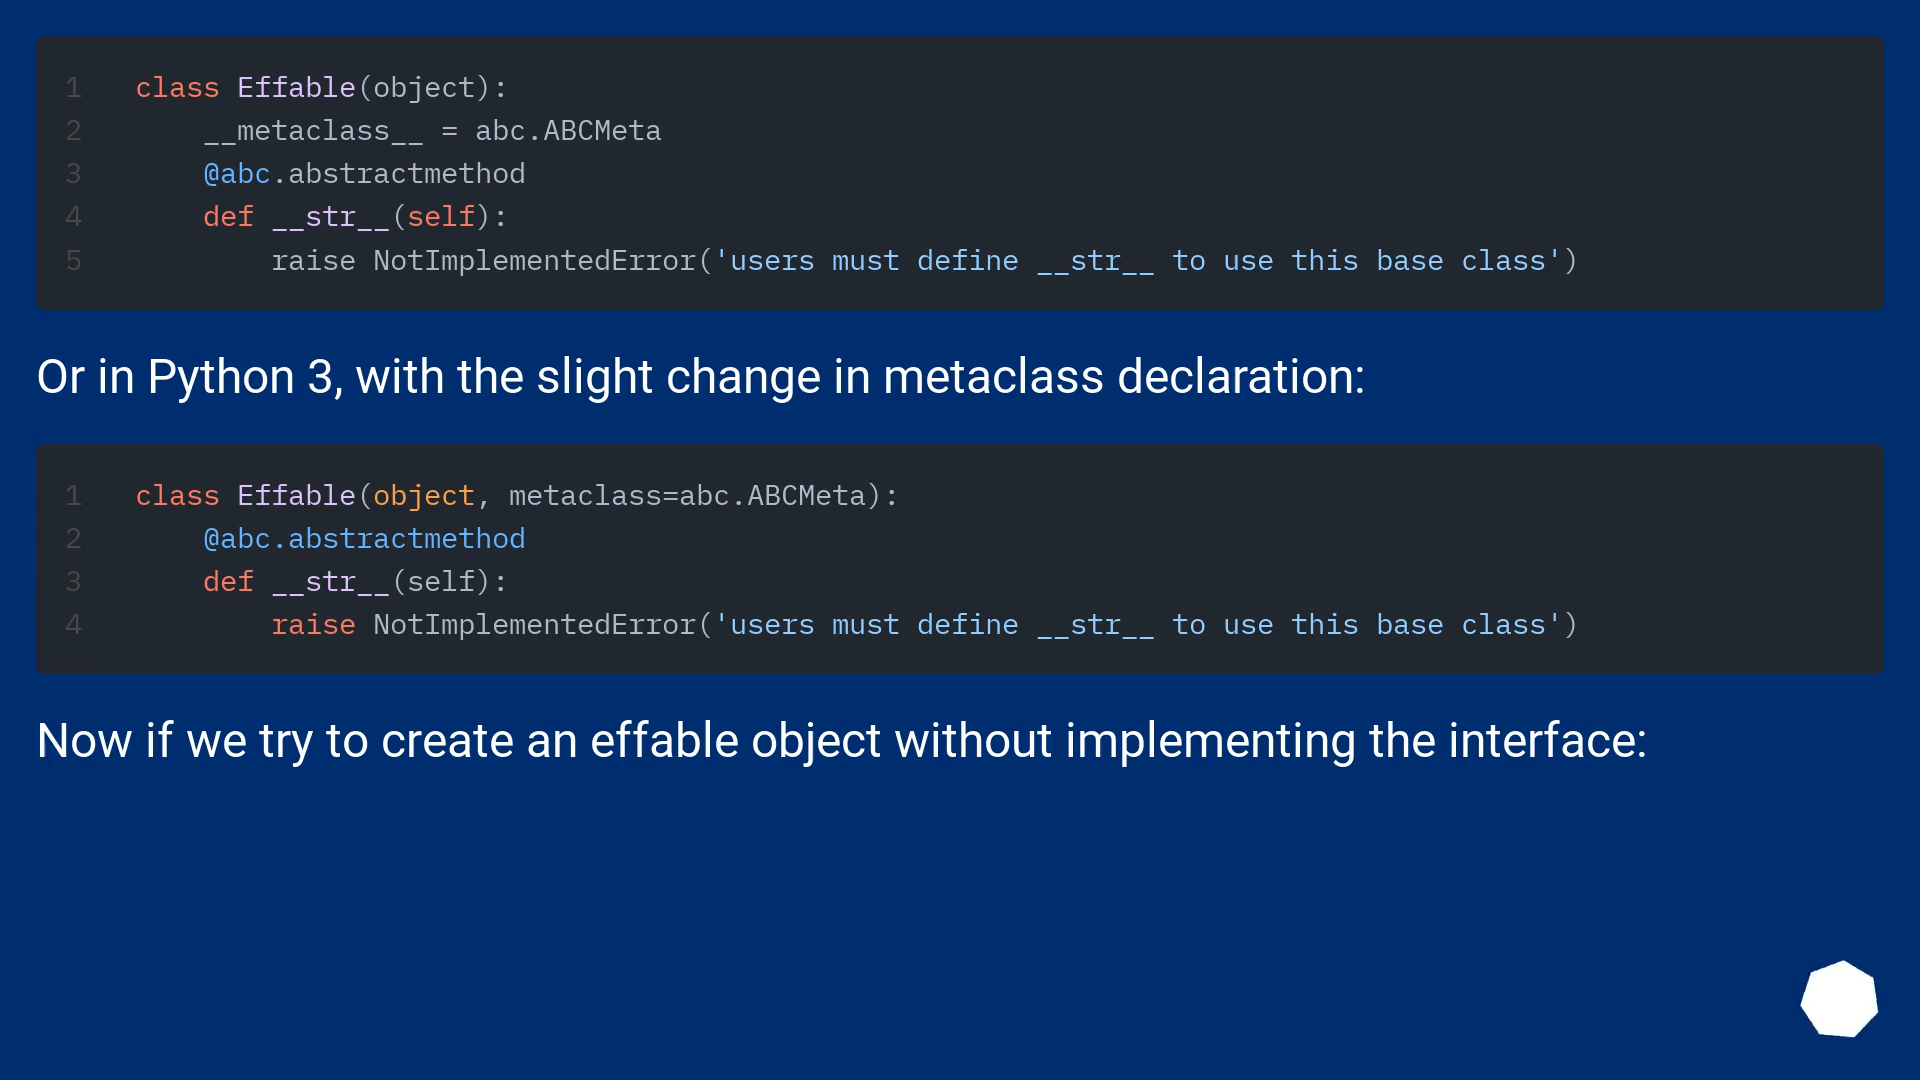 1 class Effable(object):
2 __metaclass__ = abc.ABCMeta
3 @abc.abstractmethod
4 def __str__(self):
5 raise NotImplementedError('users must define __str__ to use this base class')
Or in Python 3, with the slight change in metaclass declaration:
1 class Effable(object, metaclass=abc.ABCMeta):
2 @abc.abstractmethod
3 def __str__(self):
4 raise NotImplementedError('users must define __str__ to use this base class')
Now if we try to create an effable object without implementing the interface: